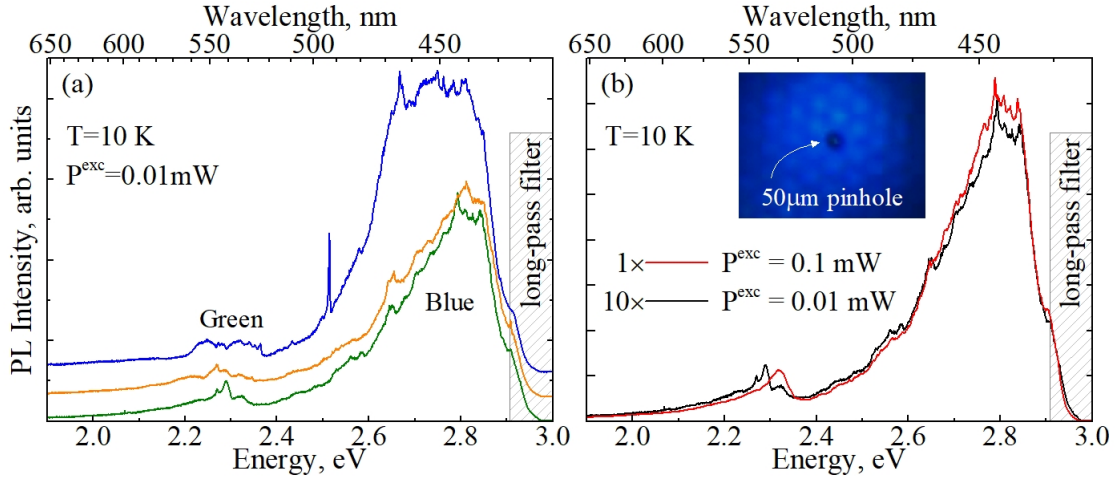 Wavelength, nm
650 600 550 500 450
(a)
T=10 K
P^exc=0.01mW
PL Intensity, arb. units
Green
Blue
long-pass filter
2.0 2.2 2.4 2.6 2.8 3.0
Energy, eV
Wavelength, nm
650 600 550 500 450
(b)
T=10 K
50μm pinhole
1× P^exc = 0.1 mW
10× P^exc = 0.01 mW
long-pass filter
2.0 2.2 2.4 2.6 2.8 3.0
Energy, eV